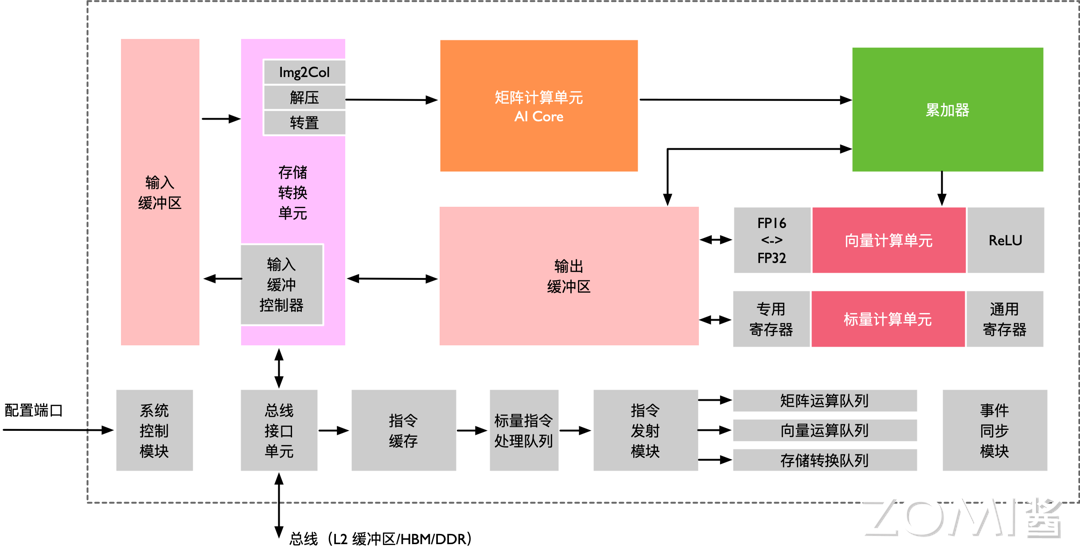 输入
缓冲区
Img2Col
解压
转置
存储
转换
单元
输入
缓冲
控制器
矩阵计算单元
AI Core
累加器
输出
缓冲区
FP16
<->
FP32
向量计算单元
ReLU
专用
寄存器
标量计算单元
通用
寄存器
配置端口
系统
控制
模块
总线
接口
单元
指令
缓存
标量指令
处理队列
指令
发射
模块
矩阵运算队列
向量运算队列
存储转换队列
事件
同步
模块
总线（L2 缓冲区/HBM/DDR）
ZOMI酱